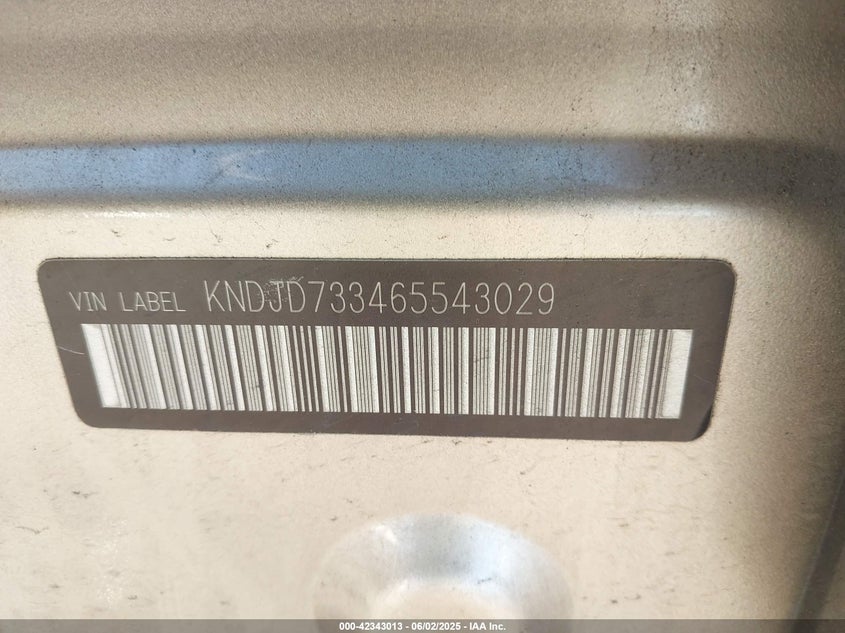 VIN LABEL KNDJD733465543029
000-42343013 - 06/02/2025 - IAA Inc.